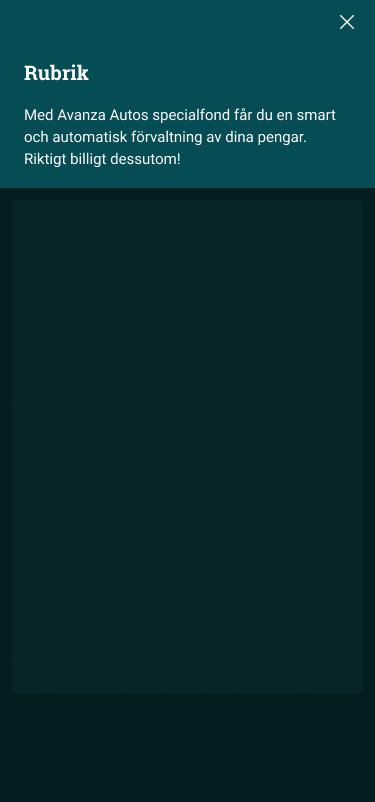 Rubrik
Med Avanza Autos specialfond får du en smart
och automatisk förvaltning av dina pengar.
Riktigt billigt dessutom!